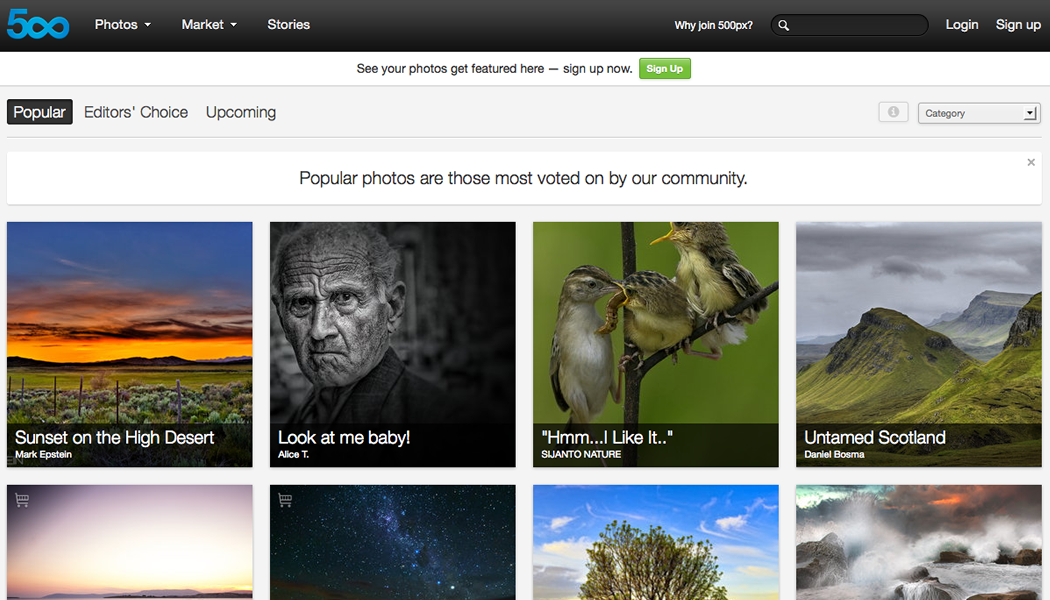 500
Photos
Market
Stories
Why join 500px?
Login
Sign up
See your photos get featured here — sign up now.
Sign Up
Popular
Editors' Choice
Upcoming
Category
Popular photos are those most voted on by our community.
Sunset on the High Desert
Mark Epstein
Look at me baby!
Alice T.
"Hmm...I Like It.."
SIJANTO NATURE
Untamed Scotland
Daniel Bosma